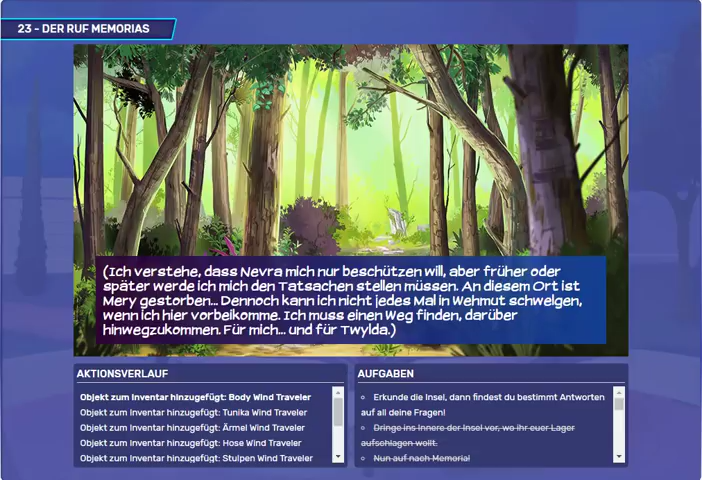 23 - DER RUF MEMORIAS
(Ich verstehe, dass Nevra mich nur beschützen will, aber früher oder
später werde ich mich den Tatsachen stellen müssen. An diesem Ort ist
Mery gestorben... Dennoch kann ich nicht jedes Mal in Wehmut schwelgen,
wenn ich hier vorbeikomme. Ich muss einen Weg finden, darüber
hinwegzukommen. Für mich... und für Twylda.)
AKTIONSVERLAUF
Objekt zum Inventar hinzugefügt: Body Wind Traveler
Objekt zum Inventar hinzugefügt: Tunika Wind Traveler
Objekt zum Inventar hinzugefügt: Ärmel Wind Traveler
Objekt zum Inventar hinzugefügt: Hose Wind Traveler
Objekt zum Inventar hinzugefügt: Stulpen Wind Traveler
AUFGABEN
Erkunde die Insel, dann findest du bestimmt Antworten
auf all deine Fragen!
Dringe ins Innere der Insel vor, wo ihr euer Lager
aufschlagen wollt.
Nun auf nach Memoria!